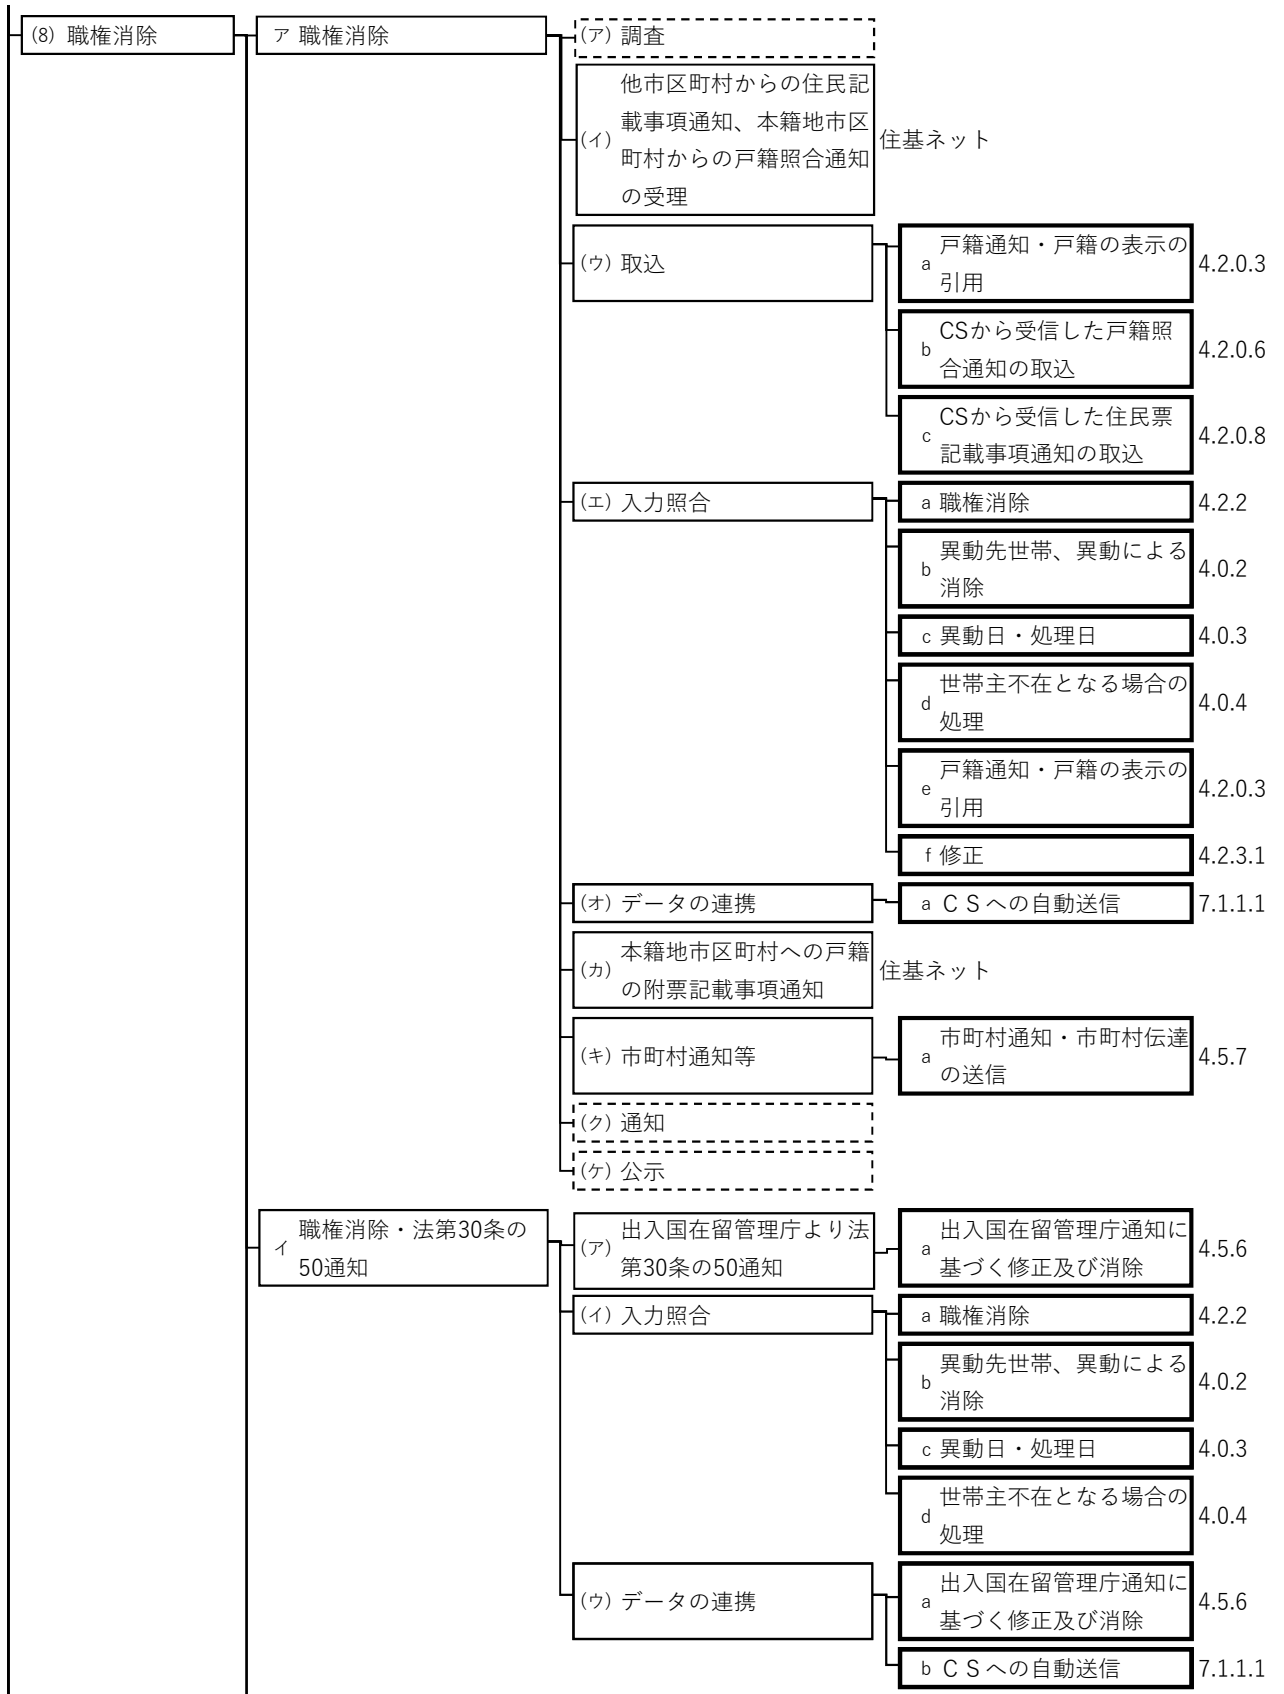 (8) 職権消除
ア 職権消除
(ア) 調査
(イ) 他市区町村からの住民記
載事項通知、本籍地市区
町村からの戸籍照合通知
の受理
住基ネット
(ウ) 取込
a 戸籍通知・戸籍の表示の
引用
4.2.0.3
b CSから受信した戸籍照
合通知の取込
4.2.0.6
c CSから受信した住民票
記載事項通知の取込
4.2.0.8
(エ) 入力照合
a 職権消除
4.2.2
b 異動先世帯、異動による
消除
4.0.2
c 異動日・処理日
4.0.3
d 世帯主不在となる場合の
処理
4.0.4
e 戸籍通知・戸籍の表示の
引用
4.2.0.3
f 修正
4.2.3.1
(オ) データの連携
a ＣＳへの自動送信
7.1.1.1
(カ) 本籍地市区町村への戸籍
の附票記載事項通知
住基ネット
(キ) 市町村通知等
a 市町村通知・市町村伝達
の送信
4.5.7
(ク) 通知
(ケ) 公示
イ 職権消除・法第30条の
50通知
(ア) 出入国在留管理庁より法
第30条の50通知
a 出入国在留管理庁通知に
基づく修正及び消除
4.5.6
(イ) 入力照合
a 職権消除
4.2.2
b 異動先世帯、異動による
消除
4.0.2
c 異動日・処理日
4.0.3
d 世帯主不在となる場合の
処理
4.0.4
(ウ) データの連携
a 出入国在留管理庁通知に
基づく修正及び消除
4.5.6
b ＣＳへの自動送信
7.1.1.1